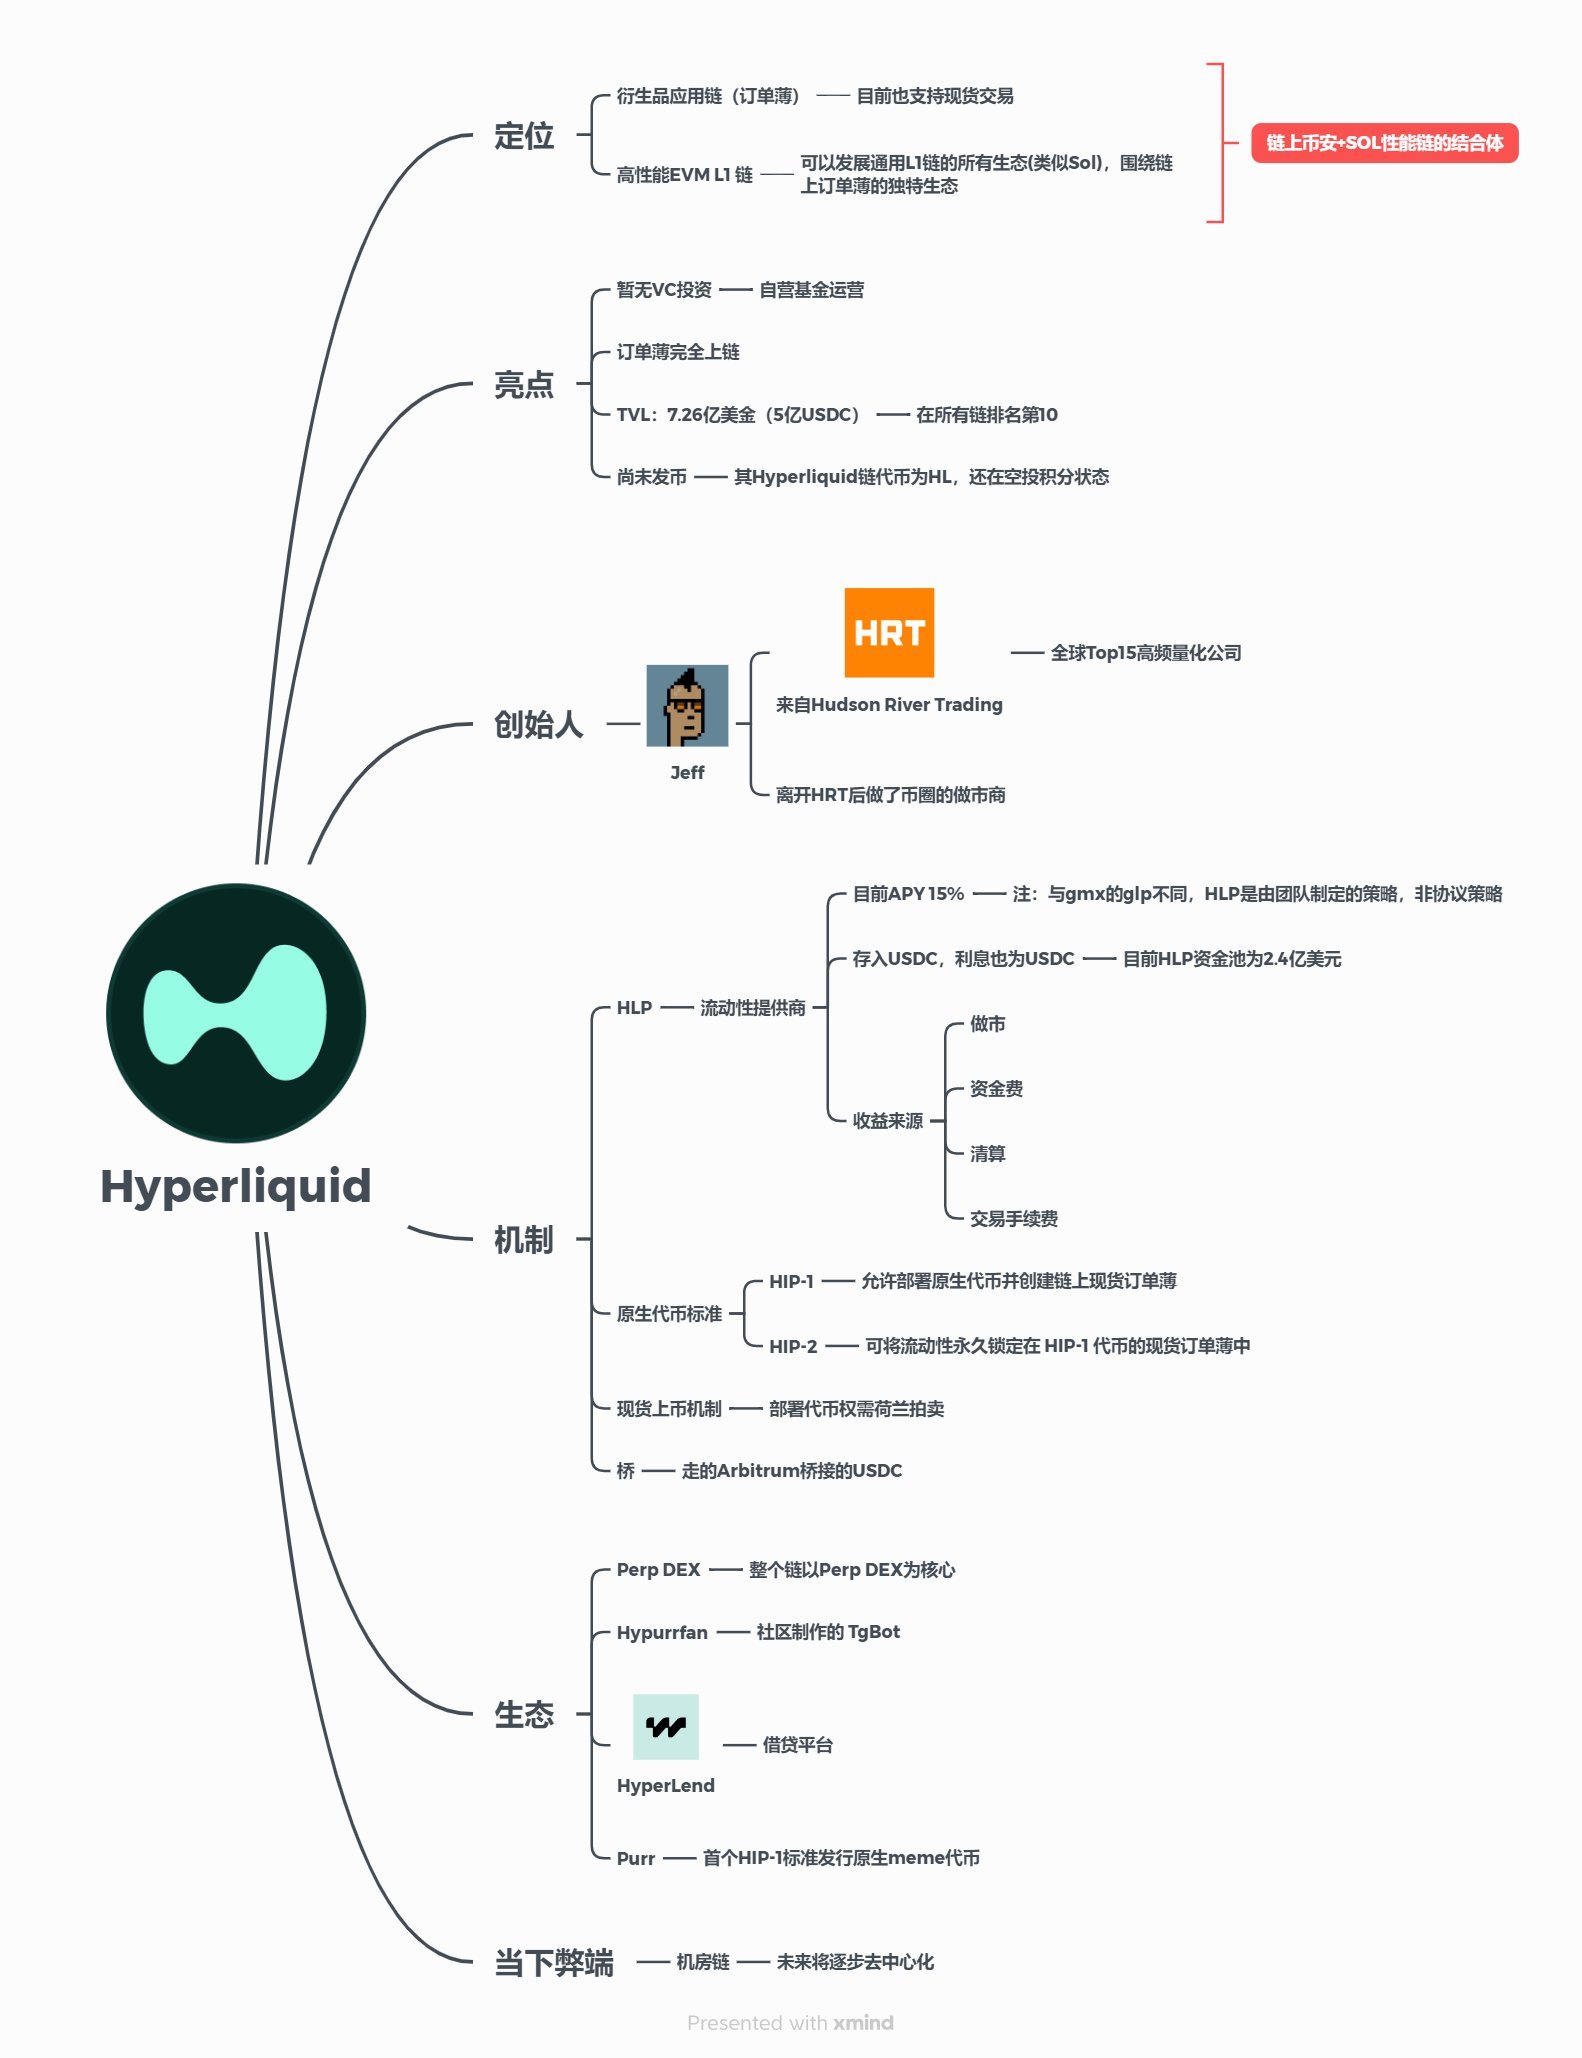 定位
衍生品应用链（订单薄）
目前也支持现货交易
高性能EVM L1 链
可以发展通用L1链的所有生态(类似Sol)，围绕链
上订单薄的独特生态
链上币安+SOL性能链的结合体
亮点
暂无VC投资
自营基金运营
订单薄完全上链
TVL：7.26亿美金（5亿USDC）
在所有链排名第10
尚未发币
其Hyperliquid链代币为HL，还在空投积分状态
创始人
Jeff
HRT
来自Hudson River Trading
全球Top15高频量化公司
离开HRT后做了币圈的做市商
Hyperliquid
机制
HLP
流动性提供商
目前APY 15%
注：与gmx的glp不同，HLP是由团队制定的策略，非协议策略
存入USDC，利息也为USDC
目前HLP资金池为2.4亿美元
收益来源
做市
资金费
清算
交易手续费
原生代币标准
HIP-1
允许部署原生代币并创建链上现货订单薄
HIP-2
可将流动性永久锁定在 HIP-1 代币的现货订单薄中
现货上币机制
部署代币权需荷兰拍卖
桥
走的Arbitrum桥接的USDC
生态
Perp DEX
整个链以Perp DEX为核心
Hypurrfan
社区制作的 TgBot
HyperLend
借贷平台
Purr
首个HIP-1标准发行原生meme代币
当下弊端
机房链
未来将逐步去中心化
Presented with xmind